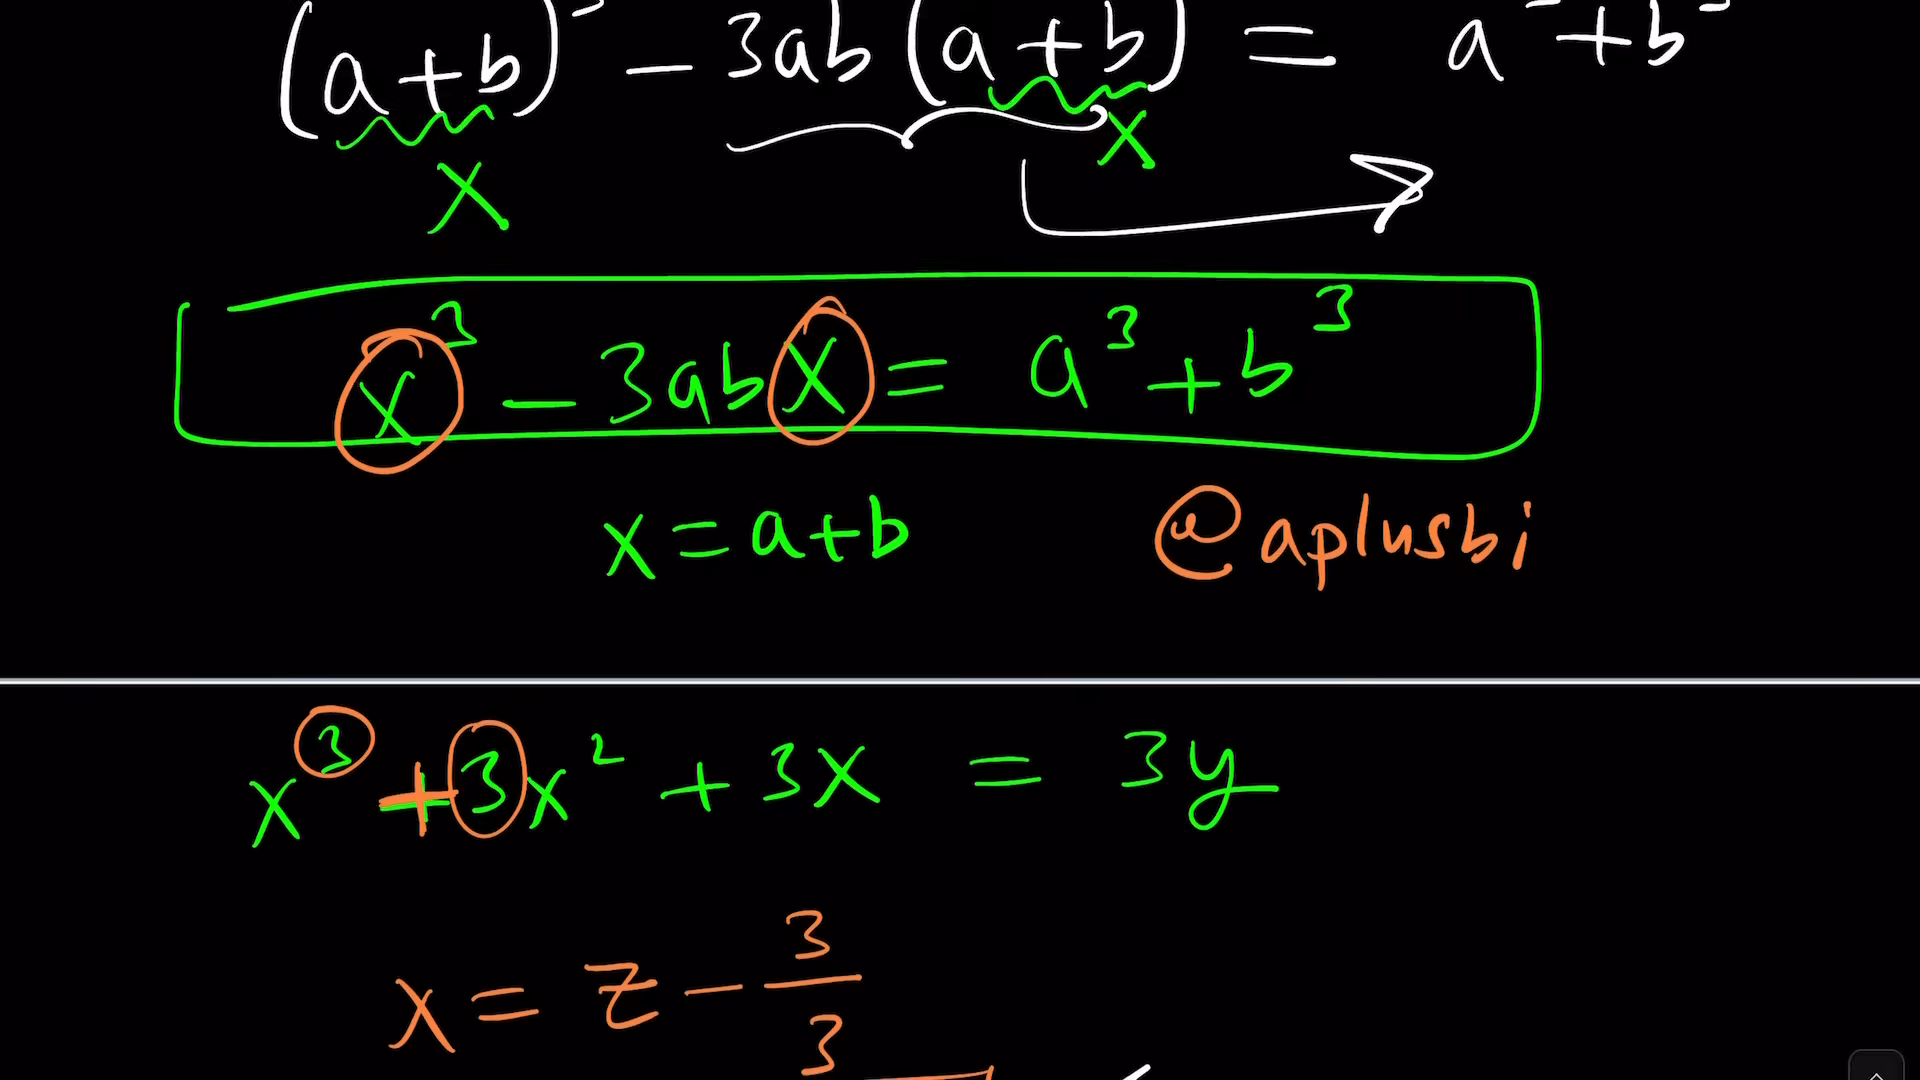 (a+b)³ − 3ab(a+b) = a³+b³
x x
x³ − 3abx = a³ + b³
x = a+b @aplusbi
x³ + 3x² + 3x = 3y
x = z − 3/3